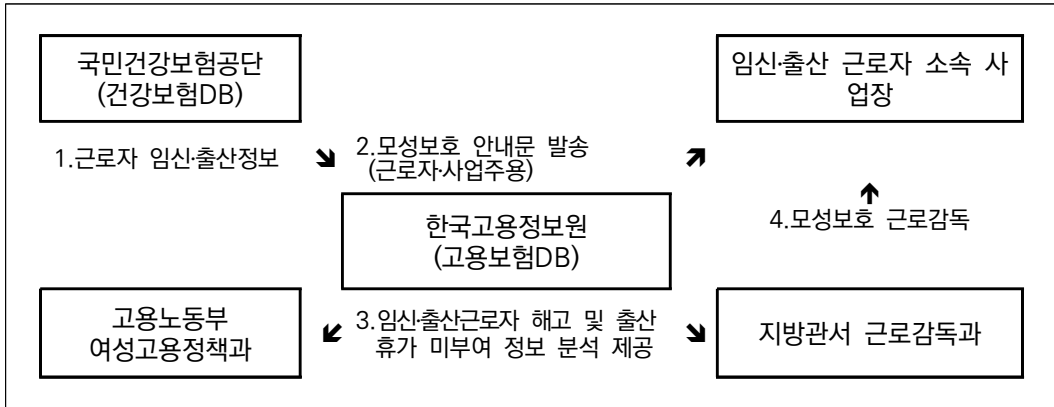 국민건강보험공단
(건강보험DB)
임신·출산 근로자 소속 사
업장
1.근로자 임신·출산정보
2.모성보호 안내문 발송
(근로자·사업주용)
한국고용정보원
(고용보험DB)
4.모성보호 근로감독
고용노동부
여성고용정책과
3.임신·출산근로자 해고 및 출산
휴가 미부여 정보 분석 제공
지방관서 근로감독과